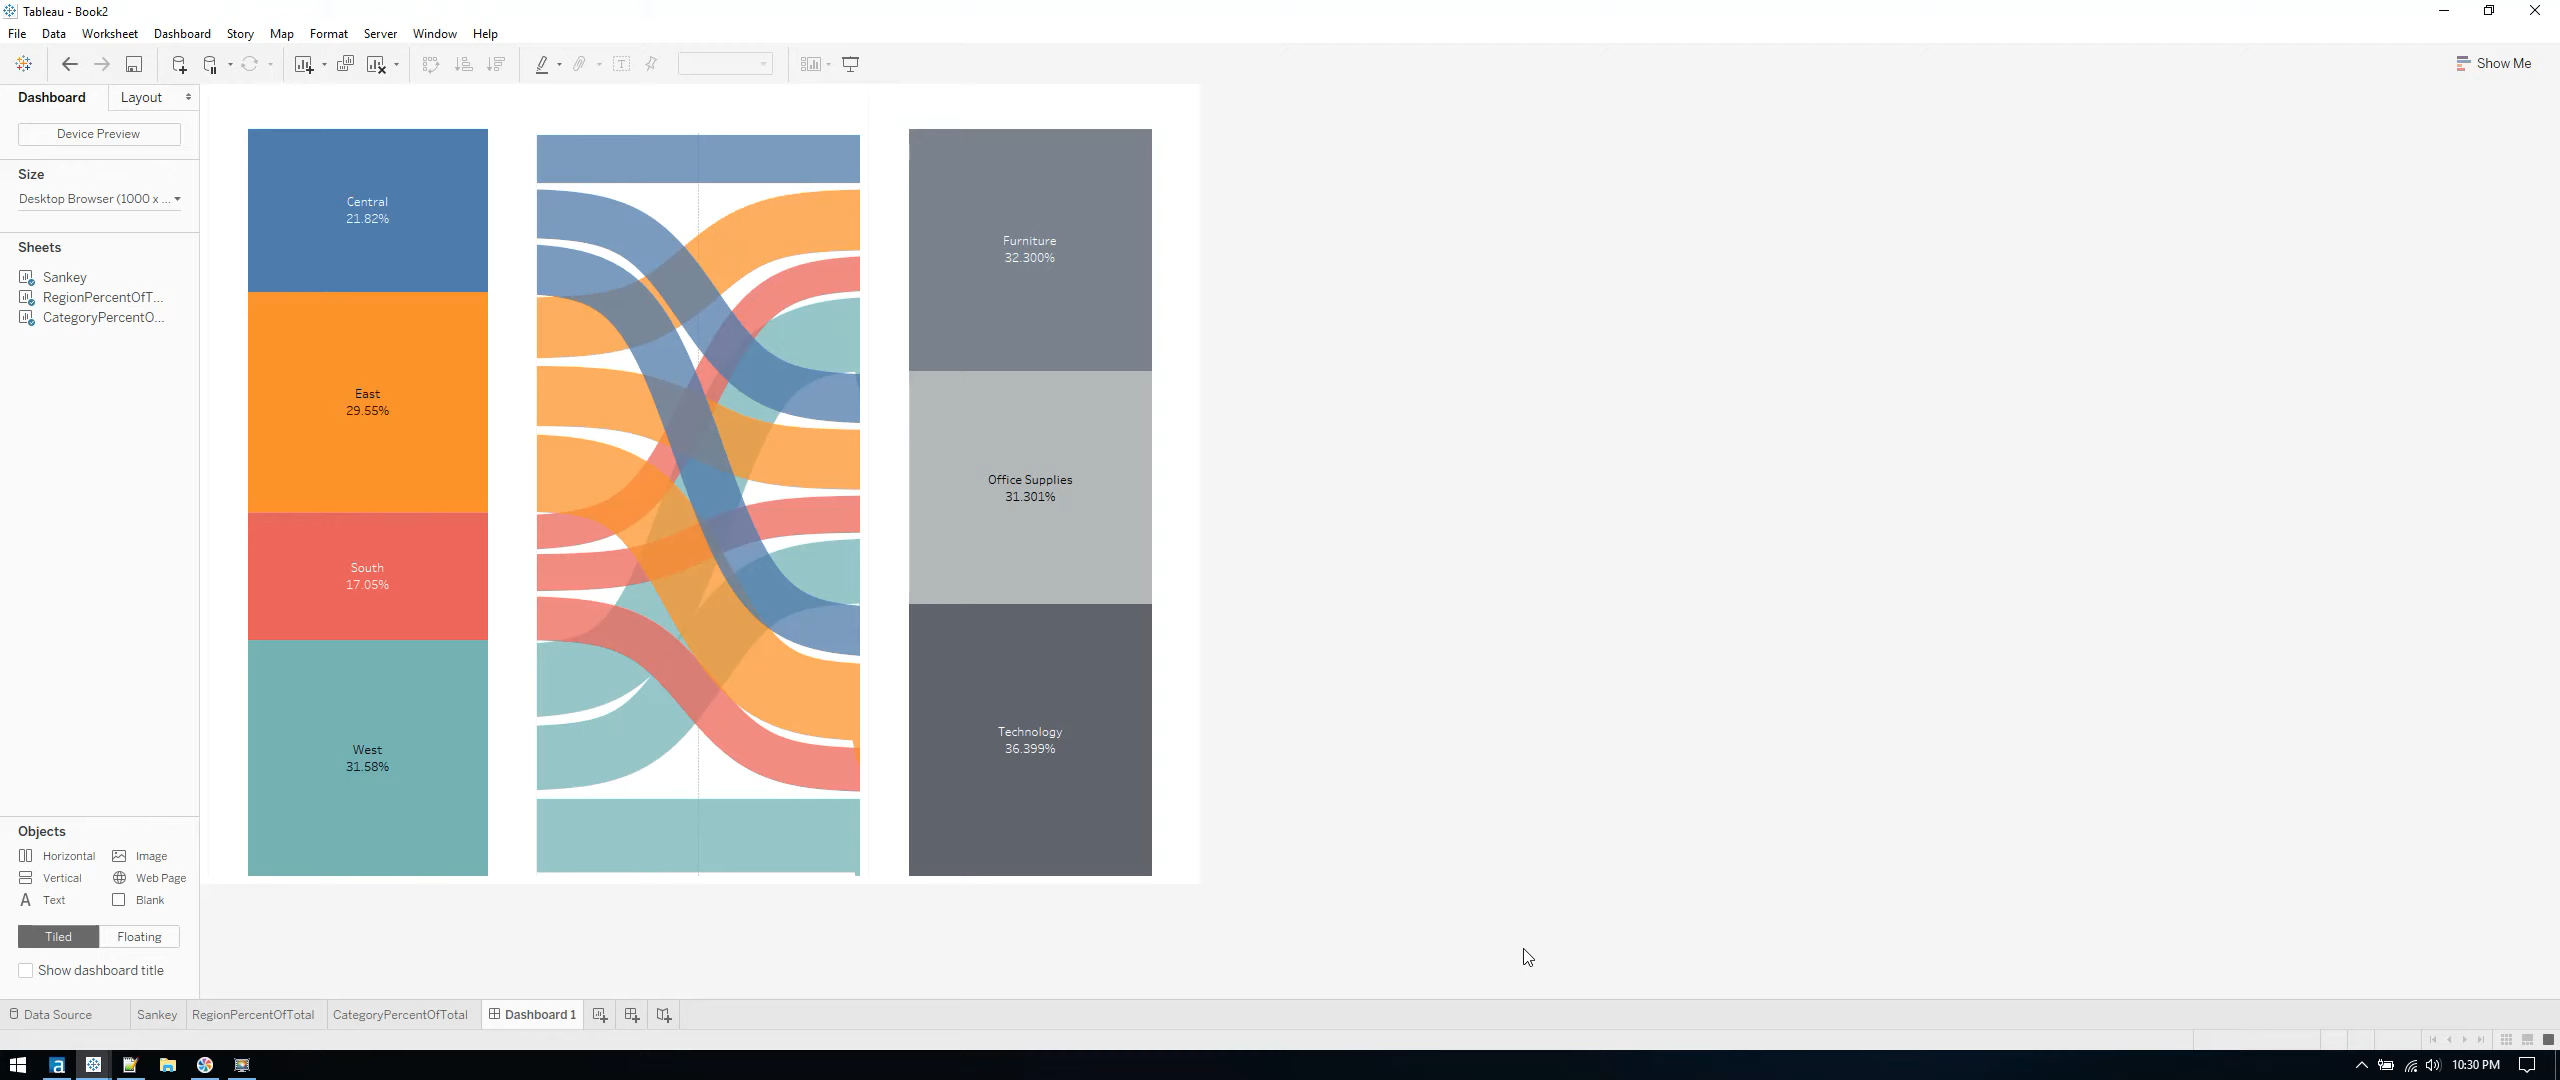 Tableau - Book2
File Data Worksheet Dashboard Story Map Format Server Window Help
Show Me
Dashboard Layout
Device Preview
Size
Desktop Browser (1000 x ...
Sheets
Sankey
RegionPercentOfT...
CategoryPercentO...
Central
21.82%
East
29.55%
South
17.05%
West
31.58%
Furniture
32.300%
Office Supplies
31.301%
Technology
36.399%
Objects
Horizontal Image
Vertical Web Page
A Text Blank
Tiled Floating
Show dashboard title
Data Source Sankey RegionPercentOfTotal CategoryPercentOfTotal Dashboard 1
a 10:30 PM